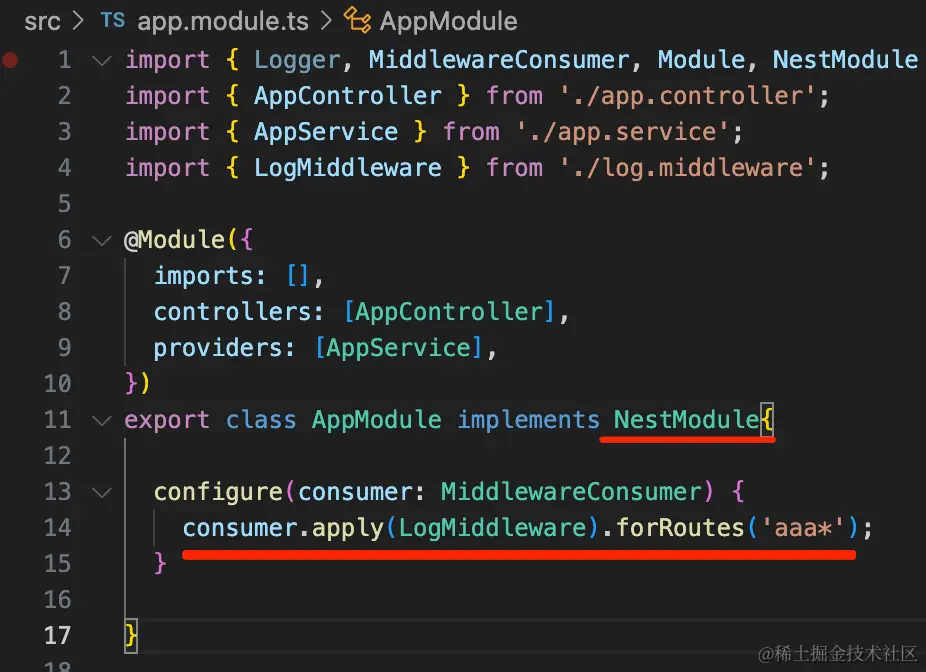 src > TS app.module.ts > AppModule
1 import { Logger, MiddlewareConsumer, Module, NestModule
2 import { AppController } from './app.controller';
3 import { AppService } from './app.service';
4 import { LogMiddleware } from './log.middleware';
5
6 @Module({
7 imports: [],
8 controllers: [AppController],
9 providers: [AppService],
10 })
11 export class AppModule implements NestModule{
12
13 configure(consumer: MiddlewareConsumer) {
14 consumer.apply(LogMiddleware).forRoutes('aaa*');
15 }
16
17 }
18
@稀土掘金技术社区